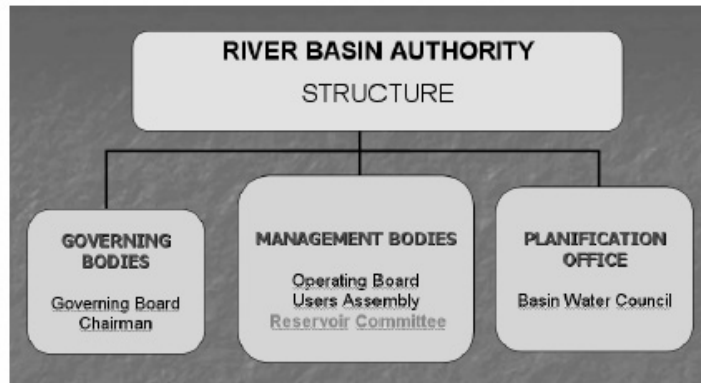 RIVER BASIN AUTHORITY
STRUCTURE
GOVERNING
BODIES
Governing Board
Chairman
MANAGEMENT BODIES
Operating Board
Users Assembly
Reservoir Committee
PLANIFICATION
OFFICE
Basin Water Council